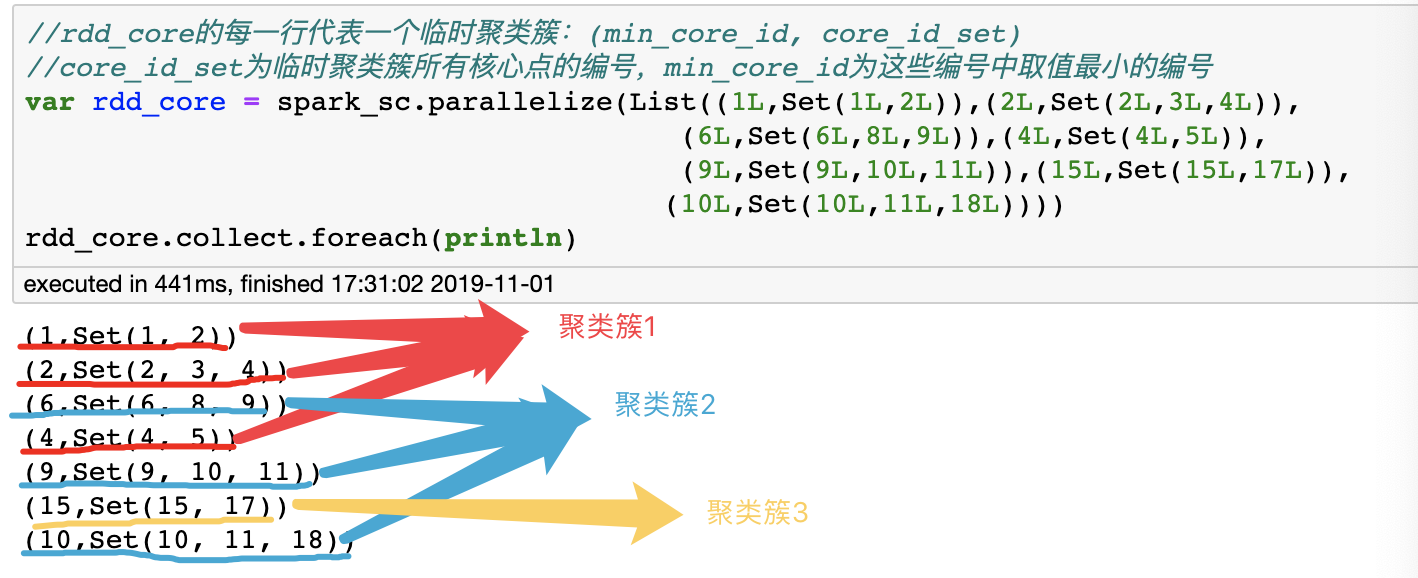 //rdd_core的每一行代表一个临时聚类簇：(min_core_id, core_id_set)
//core_id_set为临时聚类簇所有核心点的编号，min_core_id为这些编号中取值最小的编号
var rdd_core = spark_sc.parallelize(List((1L,Set(1L,2L)),(2L,Set(2L,3L,4L)),
(6L,Set(6L,8L,9L)),(4L,Set(4L,5L)),
(9L,Set(9L,10L,11L)),(15L,Set(15L,17L)),
(10L,Set(10L,11L,18L))))
rdd_core.collect.foreach(println)
executed in 441ms, finished 17:31:02 2019-11-01
(1,Set(1, 2)) 聚类簇1
(2,Set(2, 3, 4))
(6,Set(6, 8, 9)) 聚类簇2
(4,Set(4, 5))
(9,Set(9, 10, 11))
(15,Set(15, 17)) 聚类簇3
(10,Set(10, 11, 18))